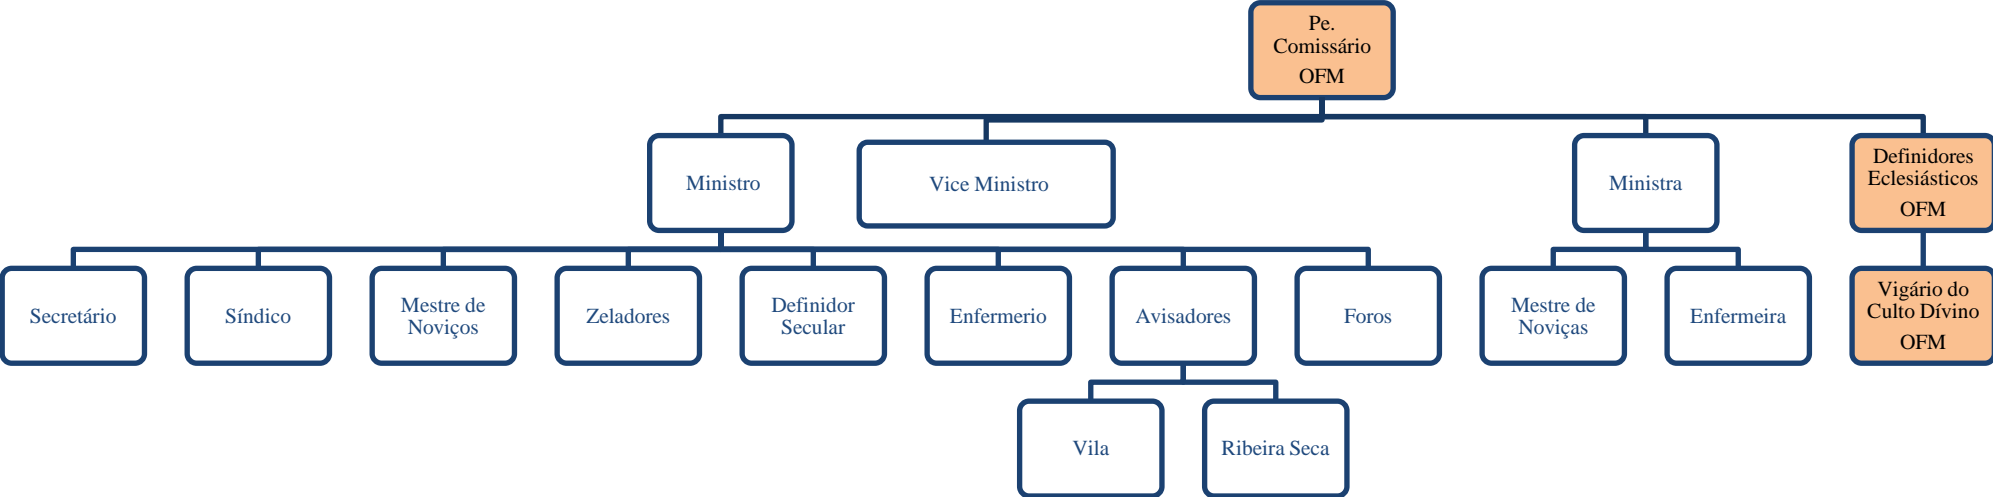 Pe.
Comissário
OFM
Ministro
Vice Ministro
Ministra
Definidores
Eclesiásticos
OFM
Secretário
Síndico
Mestre de
Noviços
Zeladores
Definidor
Secular
Enfermerio
Avisadores
Foros
Mestre de
Noviças
Enfermeira
Vigário do
Culto Dívino
OFM
Vila
Ribeira Seca